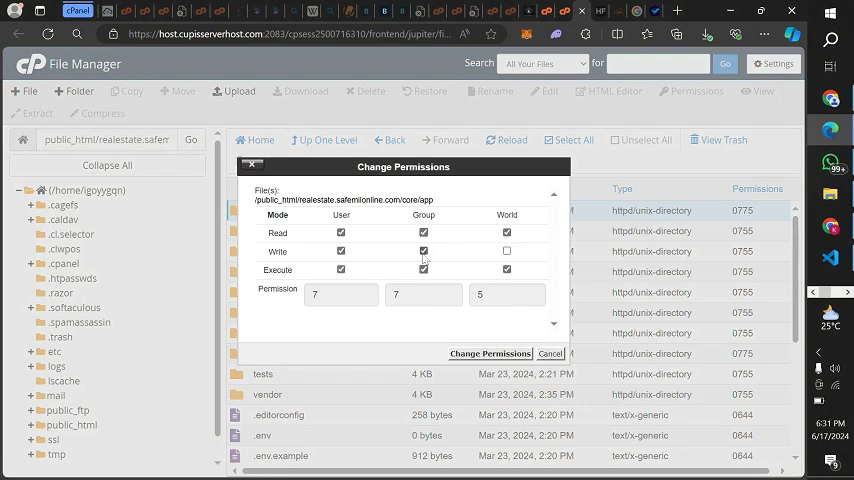 cPanel
https://host.cupisserverhost.com:2083/cpsess2500716310/frontend/jupiter/fi...
HF
cP File Manager
Search All Your Files for Go Settings
+ File + Folder Copy Move Upload Download Delete Restore Rename Edit HTML Editor Permissions View
Extract Compress
public_html/realestate.safem Go
Home Up One Level Back Forward Reload Select All Unselect All View Trash
Collapse All
Change Permissions
File(s):
/public_html/realestate.safemilonline.com/core/app
Mode User Group World
Read
Write
Execute
Permission 7 7 5
Change Permissions Cancel
(/home/igoyygqn)
.cagefs
.caldav
.cl.selector
.clwpos
.cpanel
.htpasswds
.razor
.softaculous
.spamassassin
.trash
etc
logs
lscache
mail
public_ftp
public_html
ssl
tmp
Type Permissions
M httpd/unix-directory 0775
M httpd/unix-directory 0755
M httpd/unix-directory 0755
M httpd/unix-directory 0755
M httpd/unix-directory 0755
M httpd/unix-directory 0755
M httpd/unix-directory 0755
M httpd/unix-directory 0755
tests 4 KB Mar 23, 2024, 2:21 PM httpd/unix-directory 0755
vendor 4 KB Mar 23, 2024, 2:35 PM httpd/unix-directory 0755
.editorconfig 258 bytes Mar 23, 2024, 2:20 PM text/x-generic 0644
.env 0 bytes Mar 23, 2024, 2:20 PM text/x-generic 0644
.env.example 912 bytes Mar 23, 2024, 2:20 PM text/x-generic 0644
99+
25°C
6:31 PM
6/17/2024
9